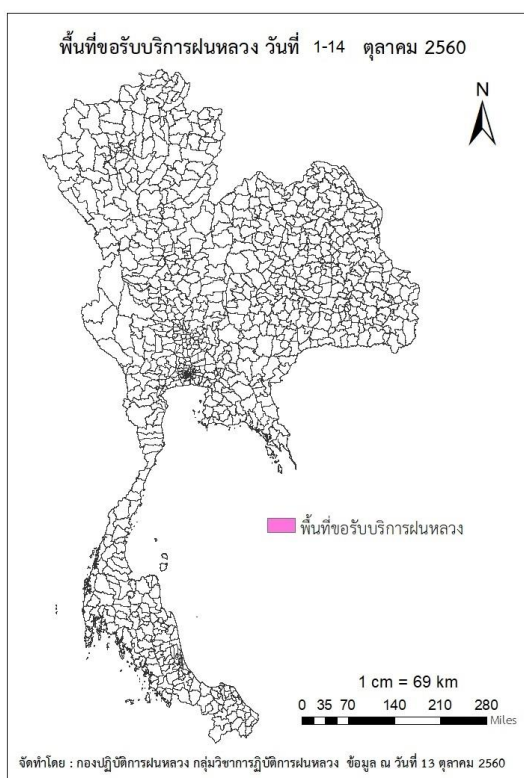 พื้นที่ขอรับบริการฝนหลวง วันที่ 1-14 ตุลาคม 2560
N
พื้นที่ขอรับบริการฝนหลวง
1 cm = 69 km
0 35 70 140 210 280 Miles
จัดทำโดย : กองปฏิบัติการฝนหลวง กลุ่มวิชาการฏิบัติการฝนหลวง ข้อมูล ณ วันที่ 13 ตุลาคม 2560